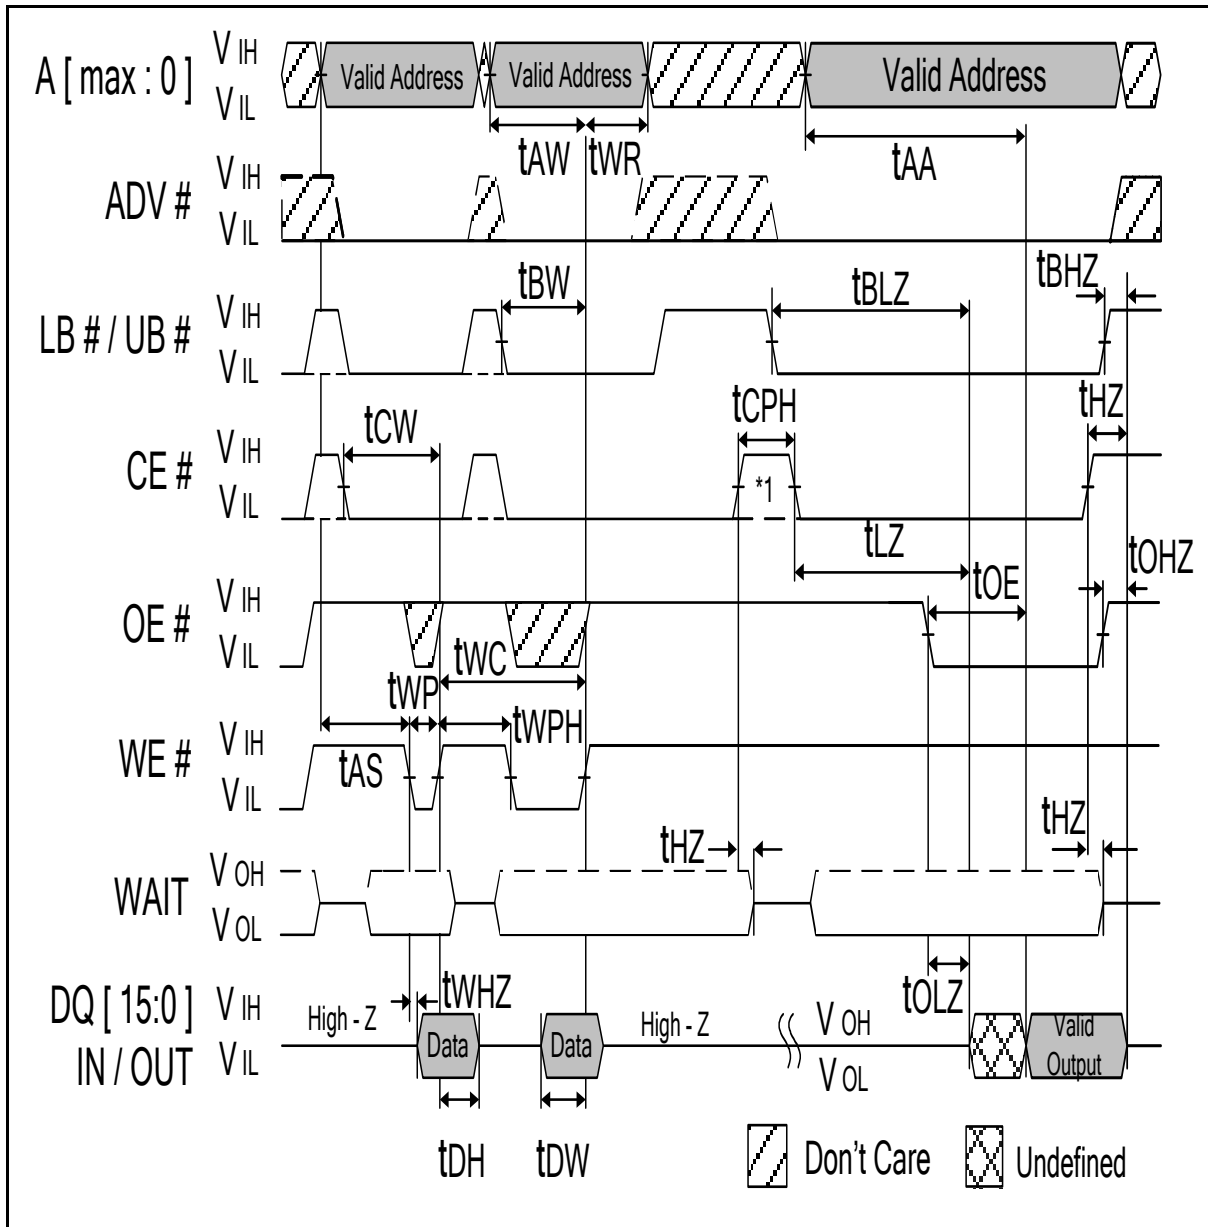 A [ max : 0 ]
V IH
V IL
Valid Address
Valid Address
Valid Address
tAW
tWR
tAA
ADV #
V IH
V IL
tBW
tBLZ
tBHZ
LB # / UB #
V IH
V IL
tCW
tCPH
tHZ
CE #
V IH
V IL
*1
tLZ
tOE
tOHZ
OE #
V IH
V IL
tWC
tWP
tWPH
WE #
V IH
V IL
tAS
tHZ
tHZ
WAIT
V OH
V OL
tWHZ
tOLZ
DQ [ 15:0 ]
IN / OUT
V IH
V IL
High - Z
Data
Data
High - Z
V OH
V OL
Valid
Output
tDH
tDW
Don't Care
Undefined